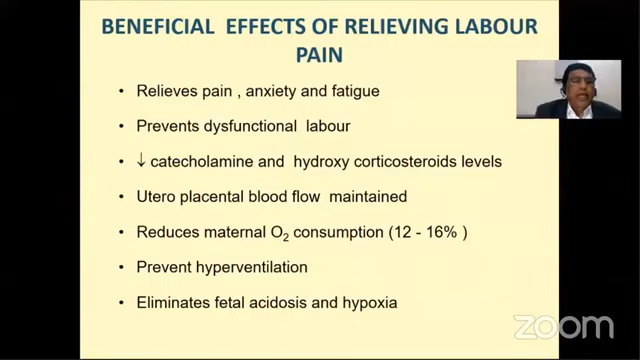 BENEFICIAL EFFECTS OF RELIEVING LABOUR
PAIN
• Relieves pain , anxiety and fatigue
• Prevents dysfunctional labour
• ↓ catecholamine and hydroxy corticosteroids levels
• Utero placental blood flow maintained
• Reduces maternal O₂ consumption (12 - 16% )
• Prevent hyperventilation
• Eliminates fetal acidosis and hypoxia
zoom